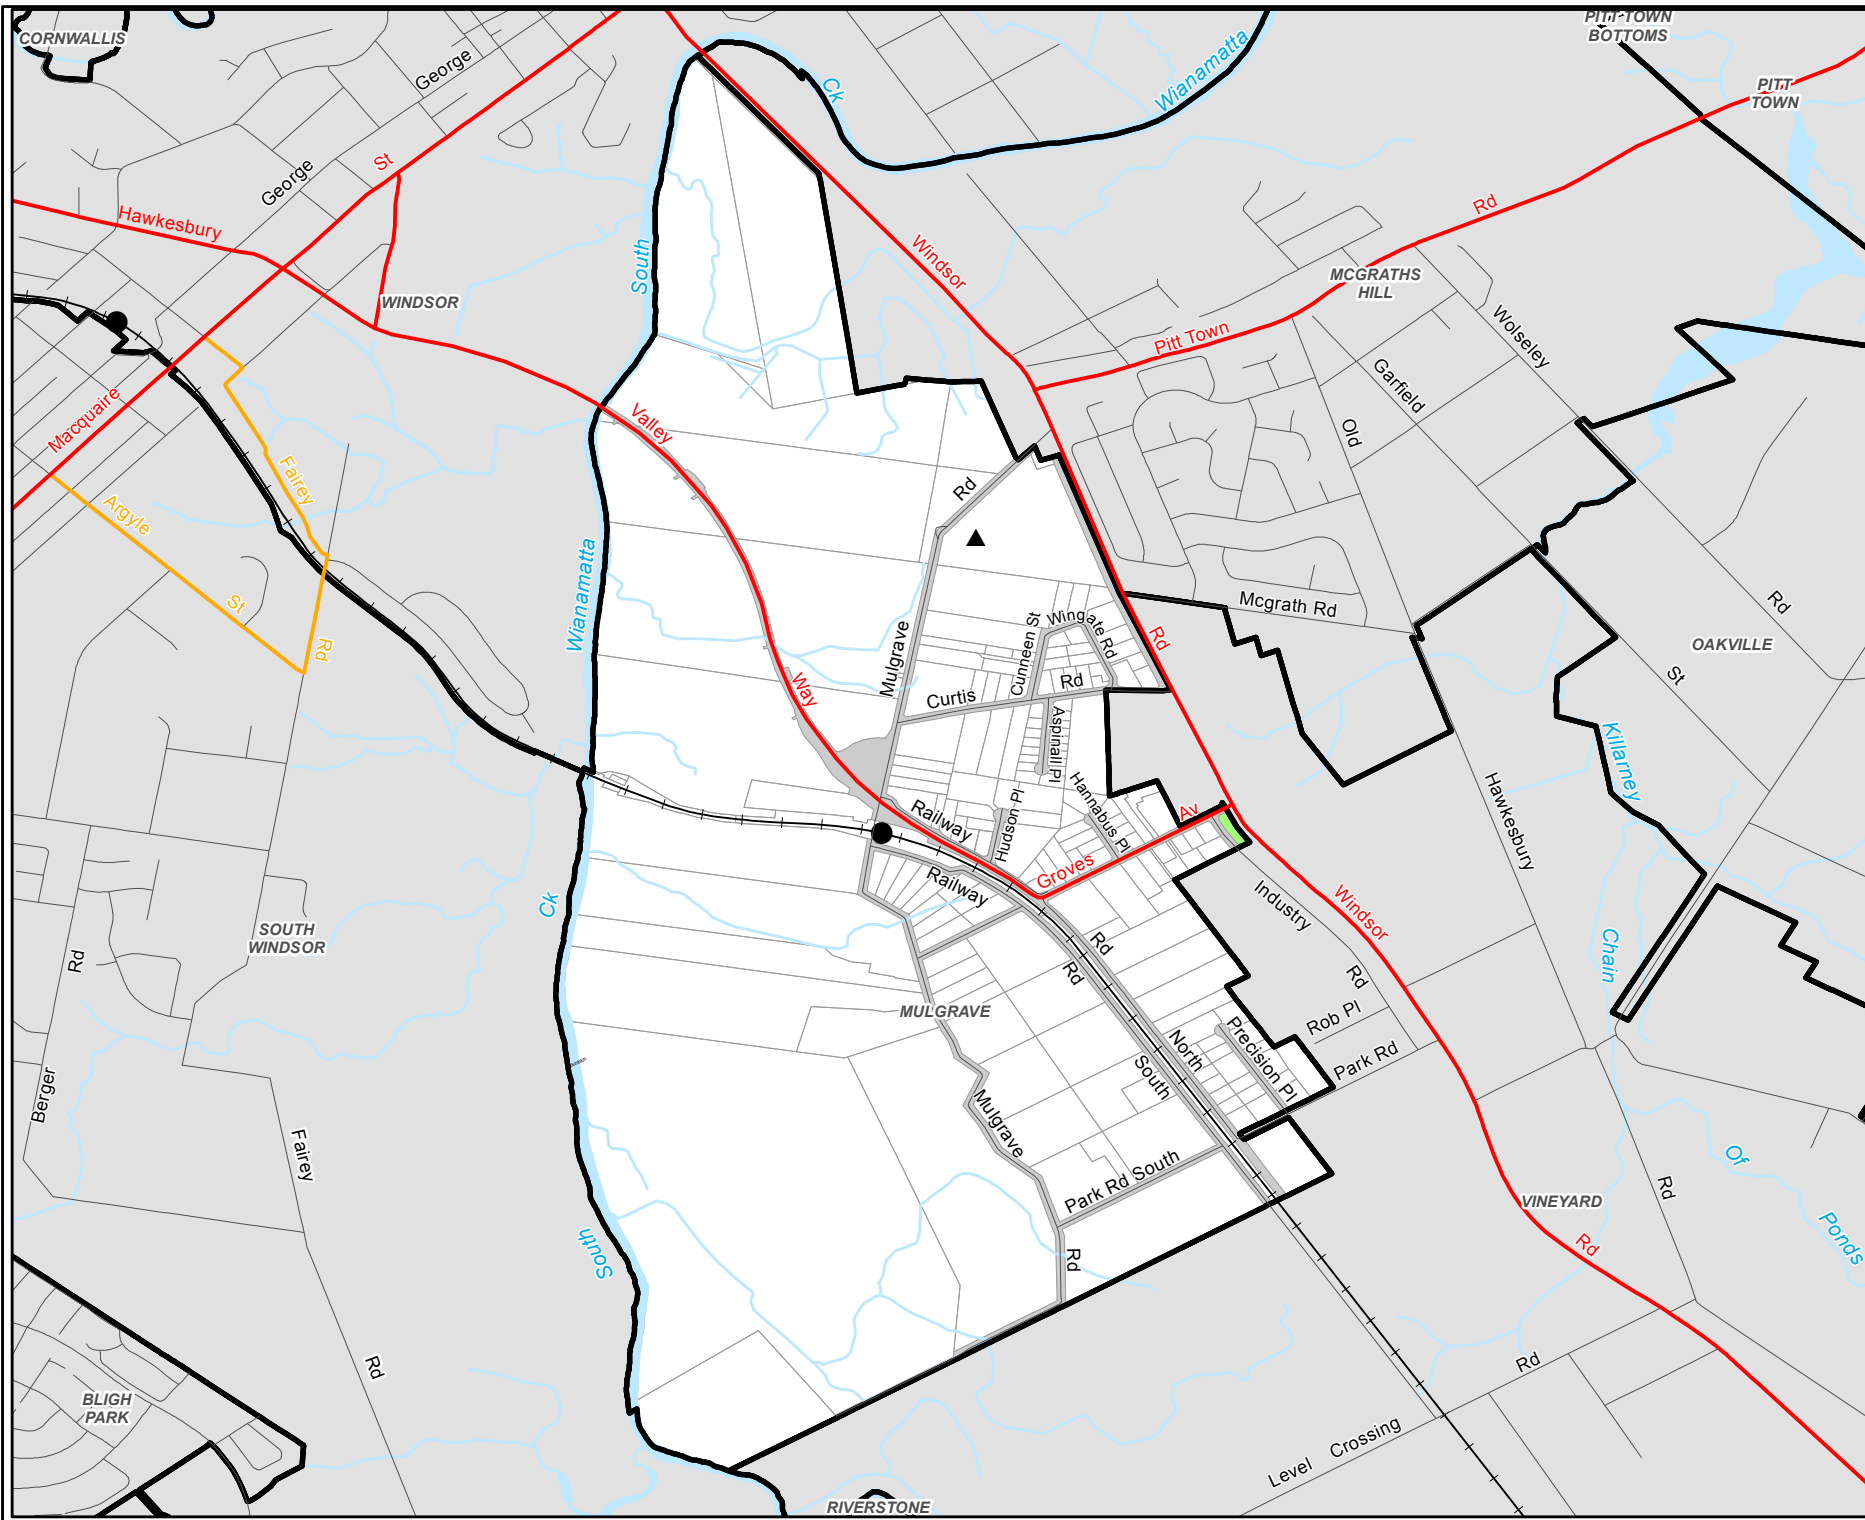 CORNWALLIS
PITT TOWN
BOTTOMS
George
Ck
Wianamatta
PITT
TOWN
St
George
Hawkesbury
Rd
South
Windsor
MCGRATHS
HILL
WINDSOR
Wolseley
Pitt Town
Garfield
Macquaire
Valley
Old
Fairey
Rd
Argyle
Wianamatta
St
Rd
Mulgrave
Cunneen St
Wingate Rd
Rd
Mcgrath Rd
Rd
OAKVILLE
St
Way
Curtis
Rd
Aspinall Pl
Killarney
Hannabus Pl
Hudson Pl
Railway
Av
Hawkesbury
Groves
Railway
Ck
Industry
Windsor
SOUTH
WINDSOR
Rd
Rd
Rd
Rd
Chain
MULGRAVE
Rob Pl
Precision Pl
North
South
Park Rd
Berger
Mulgrave
Fairey
Of
Park Rd South
Rd
VINEYARD
South
Rd
Rd
Ponds
Rd
Rd
BLIGH
PARK
Level Crossing
RIVERSTONE